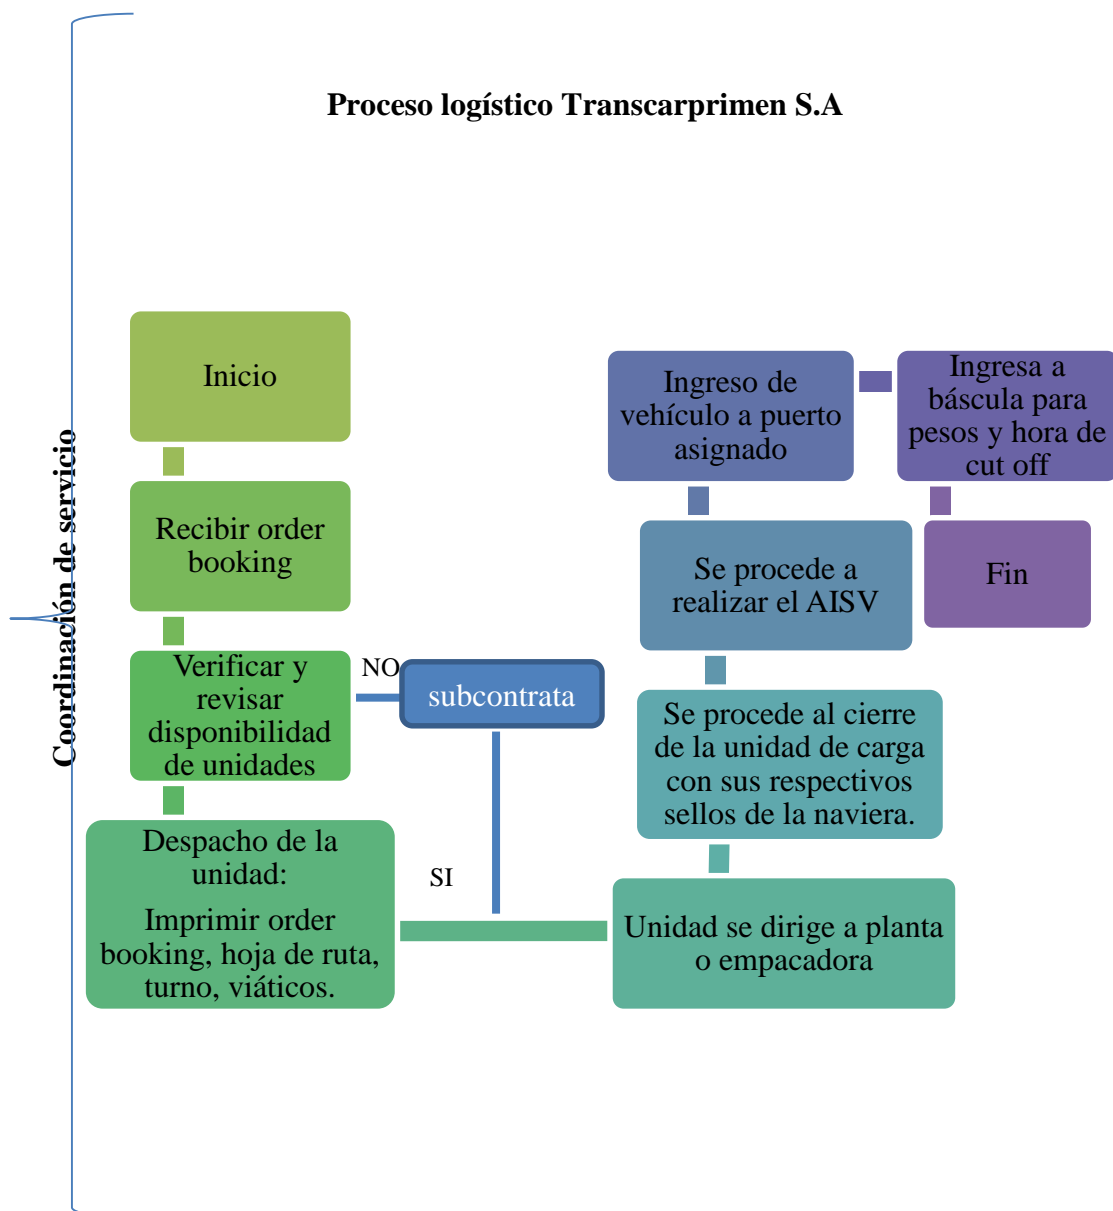 Proceso logístico Transcarprimen S.A
Coordinación de servicio
Inicio
Recibir order
booking
Verificar y
revisar
disponibilidad
de unidades
NO
subcontrata
Despacho de la
unidad:
Imprimir order
booking, hoja de ruta,
turno, viáticos.
SI
Unidad se dirige a planta
o empacadora
Se procede al cierre
de la unidad de carga
con sus respectivos
sellos de la naviera.
Se procede a
realizar el AISV
Ingreso de
vehículo a puerto
asignado
Ingresa a
báscula para
pesos y hora de
cut off
Fin